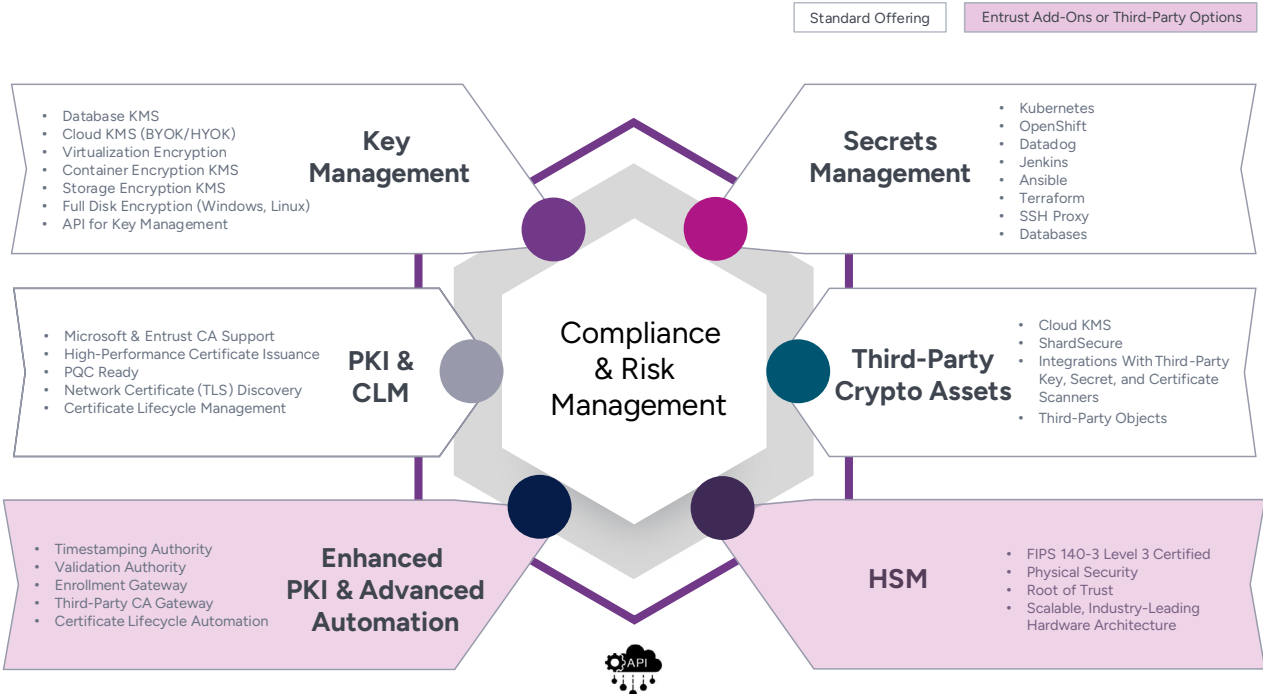 Standard Offering
Entrust Add-Ons or Third-Party Options
• Database KMS
• Cloud KMS (BYOK/HYOK)
• Virtualization Encryption
• Container Encryption KMS
• Storage Encryption KMS
• Full Disk Encryption (Windows, Linux)
• API for Key Management
Key
Management
Secrets
Management
• Kubernetes
• OpenShift
• Datadog
• Jenkins
• Ansible
• Terraform
• SSH Proxy
• Databases
• Microsoft & Entrust CA Support
• High-Performance Certificate Issuance
• PQC Ready
• Network Certificate (TLS) Discovery
• Certificate Lifecycle Management
PKI &
CLM
Compliance
& Risk
Management
Third-Party
Crypto Assets
• Cloud KMS
• ShardSecure
• Integrations With Third-Party
Key, Secret, and Certificate
Scanners
• Third-Party Objects
• Timestamping Authority
• Validation Authority
• Enrollment Gateway
• Third-Party CA Gateway
• Certificate Lifecycle Automation
Enhanced
PKI & Advanced
Automation
HSM
• FIPS 140-3 Level 3 Certified
• Physical Security
• Root of Trust
• Scalable, Industry-Leading
Hardware Architecture
API